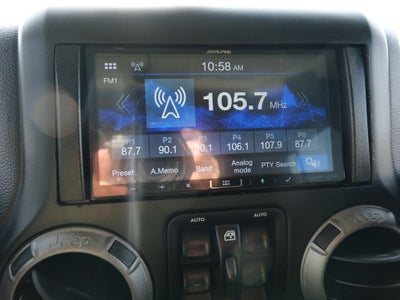 ALPINE
10:58 AM
FM1
105.7 MHz
P1 P2 P3 P4 P5 P6
87.7 90.1 90.1 106.1 107.9 87.7
Preset A.Memo Band Analog mode PTY Search
AUTO AUTO
Jeep Jeep